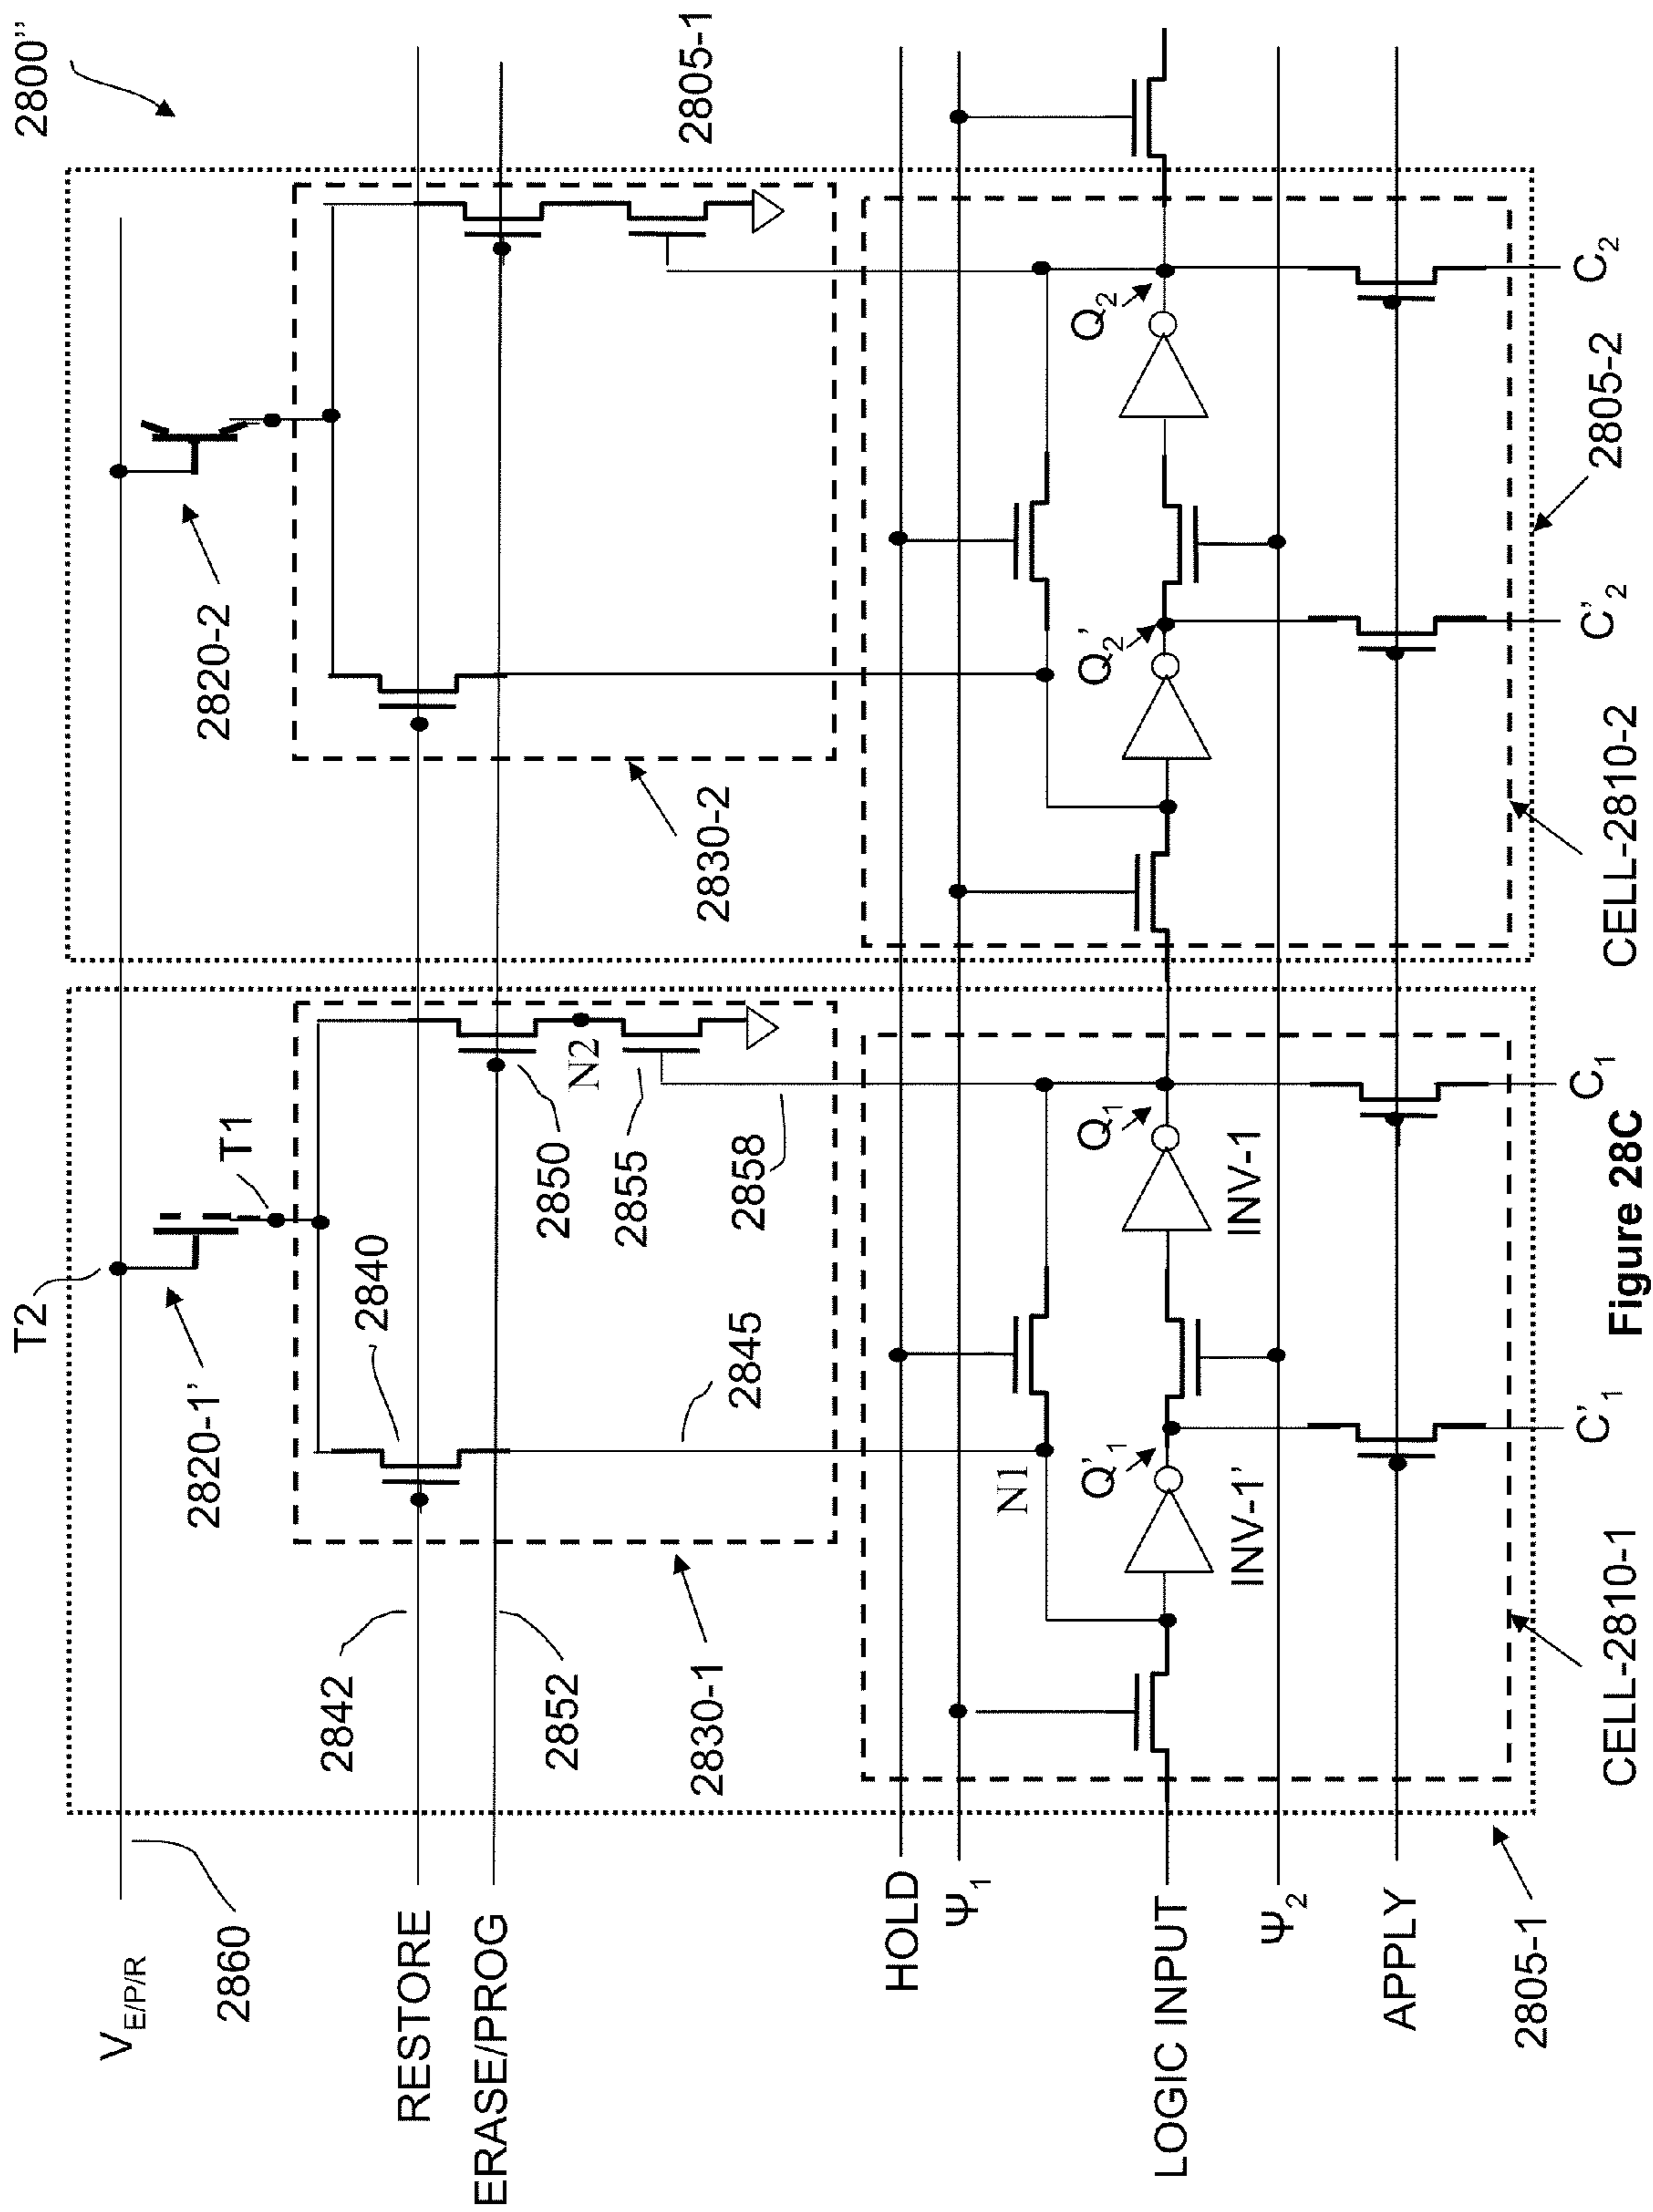 2800”
T2
T1
2820-1’
2820-2
2805-1
V E/P/R
2860
2842
2840
2850
N2
2855
2852
2858
2845
2830-1
2830-2
RESTORE
ERASE/PROG
HOLD
Ψ1
N1
Q’1
Q1
Q2’
Q2
LOGIC INPUT
INV-1’
INV-1
Ψ2
APPLY
C’1
C1
C’2
C2
2805-1
CELL-2810-1
CELL-2810-2
2805-2
Figure 28C